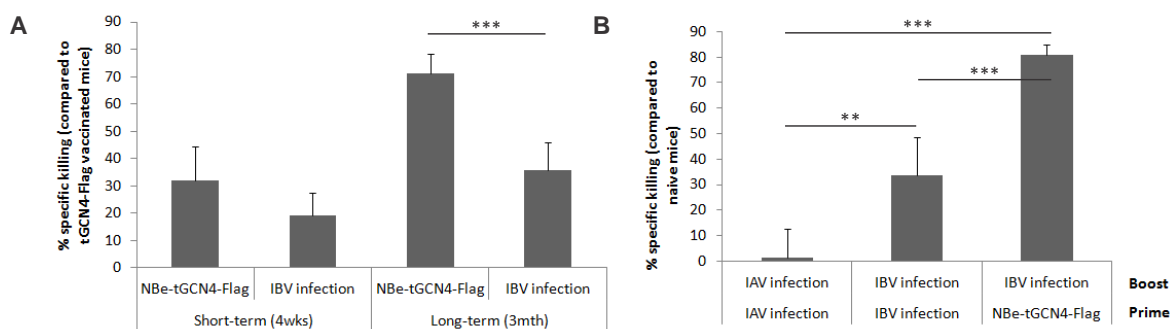 A
% specific killing (compared to
tGCN4-Flag vaccinated mice)
90
80
70
60
50
40
30
20
10
0
***
NBe-tGCN4-Flag IBV infection NBe-tGCN4-Flag IBV infection
Short-term (4wks) Long-term (3mth)
B
% specific killing (compared to
naive mice)
90
80
70
60
50
40
30
20
10
0
***
***
**
IAV infection IBV infection IBV infection Boost
IAV infection IBV infection NBe-tGCN4-Flag Prime